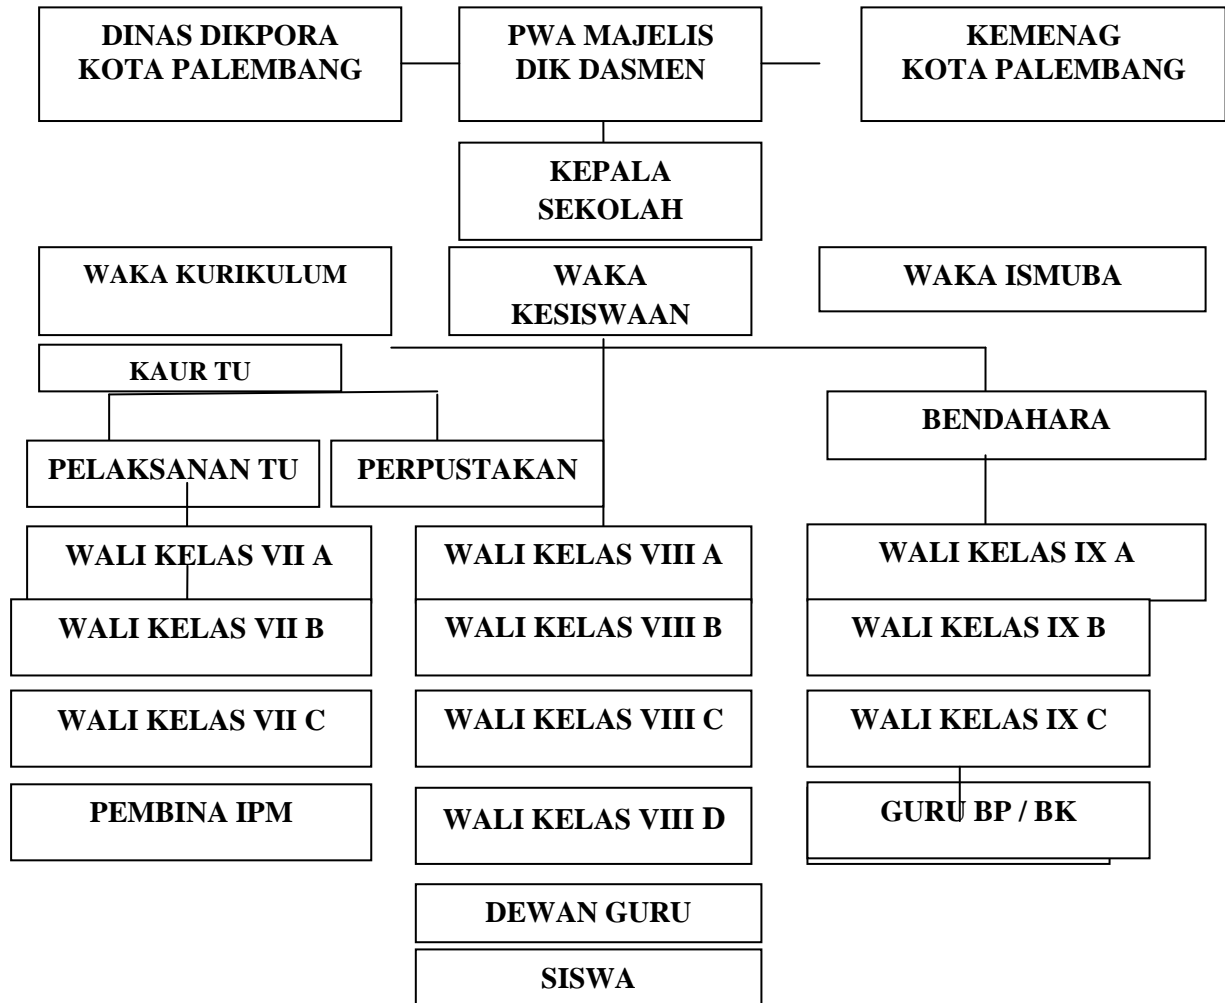 DINAS DIKPORA
KOTA PALEMBANG
PWA MAJELIS
DIK DASMEN
KEMENAG
KOTA PALEMBANG
KEPALA
SEKOLAH
WAKA KURIKULUM
WAKA
KESISWAAN
WAKA ISMUBA
KAUR TU
BENDAHARA
PELAKSANAN TU
PERPUSTAKAN
WALI KELAS VII A
WALI KELAS VIII A
WALI KELAS IX A
WALI KELAS VII B
WALI KELAS VIII B
WALI KELAS IX B
WALI KELAS VII C
WALI KELAS VIII C
WALI KELAS IX C
PEMBINA IPM
WALI KELAS VIII D
GURU BP / BK
DEWAN GURU
SISWA